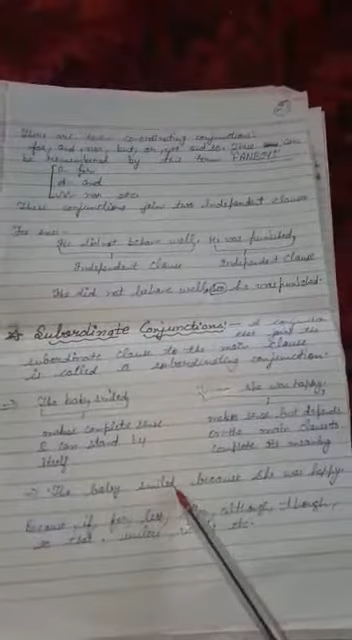 There are seven coordinating conjunctions
for, and, nor, but, or, yet and so. These can
be remembered by the term FANBOYS
F- for
A- and
N- nor etc.
These conjunctions join two Independent clauses
For ex:-
He did not behave well. He was punished.
Independent clause Independent clause
He did not behave well, so he was punished.
Subordinate Conjunctions:- A conjunction
subordinate clause to the main clause
is called a subordinating conjunction.
→ The baby smiled she was happy
makes complete sense
& can stand by
itself
makes sense but depends
on the main clause to
complete its meaning
→ The baby smiled because she was happy
Because, if, for, although, though,
so that, unless, etc.